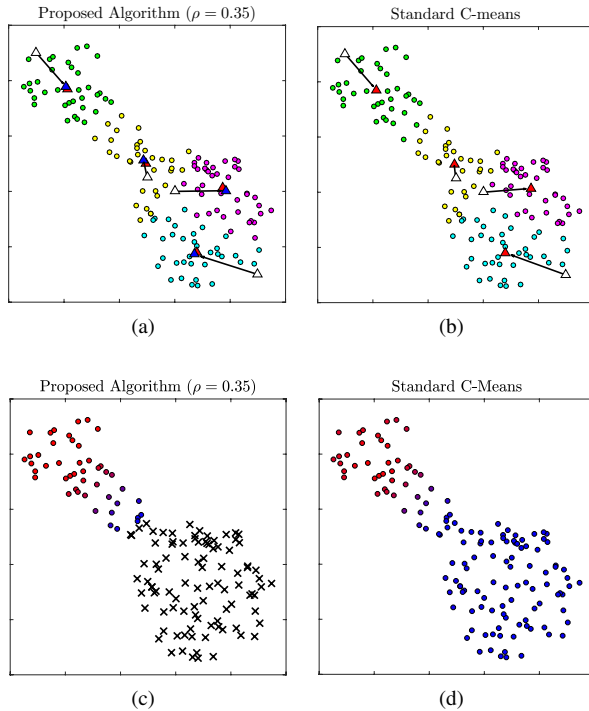 Proposed Algorithm (ρ = 0.35)
Standard C-means
(a)
(b)
Proposed Algorithm (ρ = 0.35)
Standard C-Means
(c)
(d)